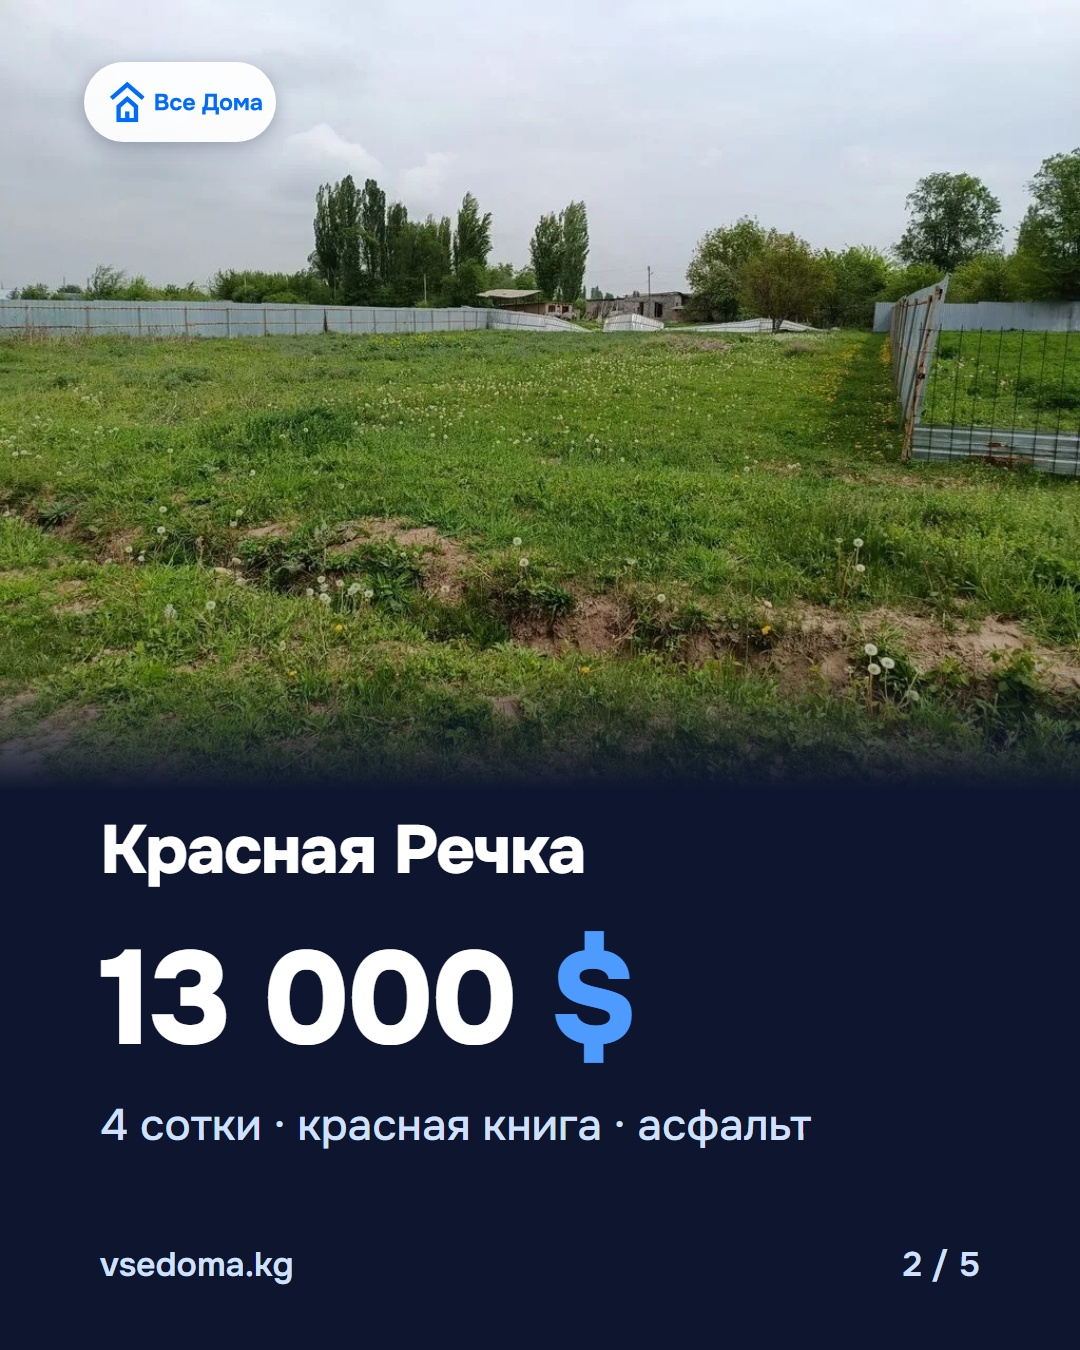 Все Дома
Красная Речка
13 000 $
4 сотки · красная книга · асфальт
vsedoma.kg
2 / 5